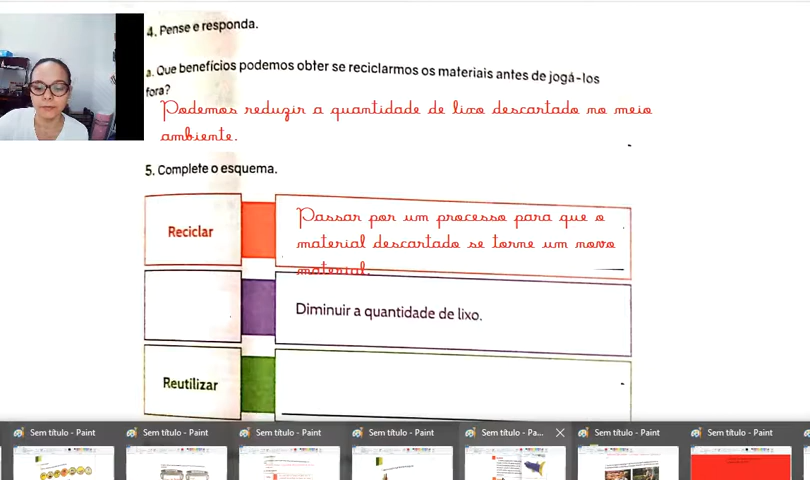 4. Pense e responda.
a. Que benefícios podemos obter se reciclarmos os materiais antes de jogá-los
fora?
Podemos reduzir a quantidade de lixo descartado no meio
ambiente.
5. Complete o esquema.
Reciclar
Passar por um processo para que o
material descartado se torne um novo
material.
Diminuir a quantidade de lixo.
Reutilizar
Sem título - Paint
Sem título - Paint
Sem título - Paint
Sem título - Paint
Sem título - Pa...
Sem título - Paint
Sem título - Paint